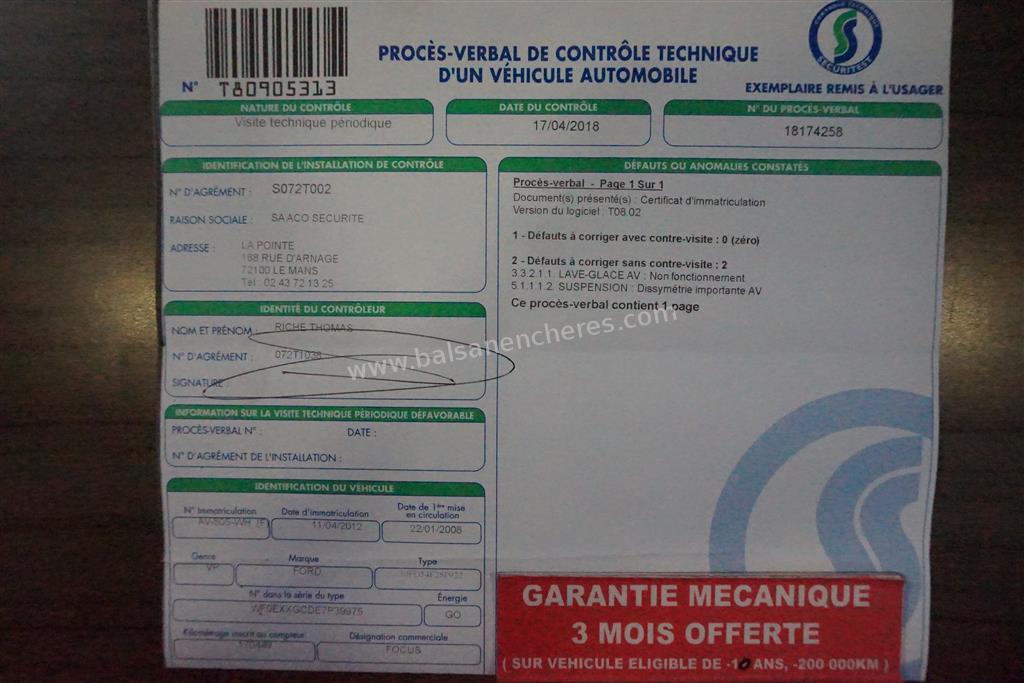 PROCÈS-VERBAL DE CONTRÔLE TECHNIQUE
D'UN VÉHICULE AUTOMOBILE
CONTROLE TECHNIQUE
SECURITEST
N° T80905313
EXEMPLAIRE REMIS À L'USAGER
NATURE DU CONTRÔLE
Visite technique périodique
DATE DU CONTRÔLE
17/04/2018
N° DU PROCÈS-VERBAL
18174258
IDENTIFICATION DE L'INSTALLATION DE CONTRÔLE
N° D'AGRÉMENT : S072T002
RAISON SOCIALE : SAACO SECURITE
ADRESSE : LA POINTE
168 RUE D'ARNAGE
72100 LE MANS
Tél : 02 43 72 13 25
IDENTITÉ DU CONTRÔLEUR
NOM ET PRÉNOM : RICHE THOMAS
N° D'AGRÉMENT : 072T1038
SIGNATURE :
INFORMATION SUR LA VISITE TECHNIQUE PÉRIODIQUE DÉFAVORABLE
PROCÈS-VERBAL N° : DATE :
N° D'AGRÉMENT DE L'INSTALLATION :
IDENTIFICATION DU VÉHICULE
N° Immatriculation Date d'immatriculation Date de 1ère mise
en circulation
11/04/2012 22/01/2008
Genre Marque Type
VP FORD
N° dans la série du type Énergie
WF0EXXGCDE7P39975 GO
Kilométrage inscrit au compteur Désignation commerciale
FOCUS
DÉFAUTS OU ANOMALIES CONSTATÉS
Procès-verbal - Page 1 Sur 1
Document(s) présenté(s) : Certificat d'immatriculation
Version du logiciel : T08.02
1 - Défauts à corriger avec contre-visite : 0 (zéro)
2 - Défauts à corriger sans contre-visite : 2
3.3.2.1.1. LAVE-GLACE AV : Non fonctionnement
5.1.1.1.2. SUSPENSION : Dissymétrie importante AV
Ce procès-verbal contient 1 page
www.balsanencheres.com
GARANTIE MECANIQUE
3 MOIS OFFERTE
( SUR VEHICULE ELIGIBLE DE -10 ANS, -200 000KM )